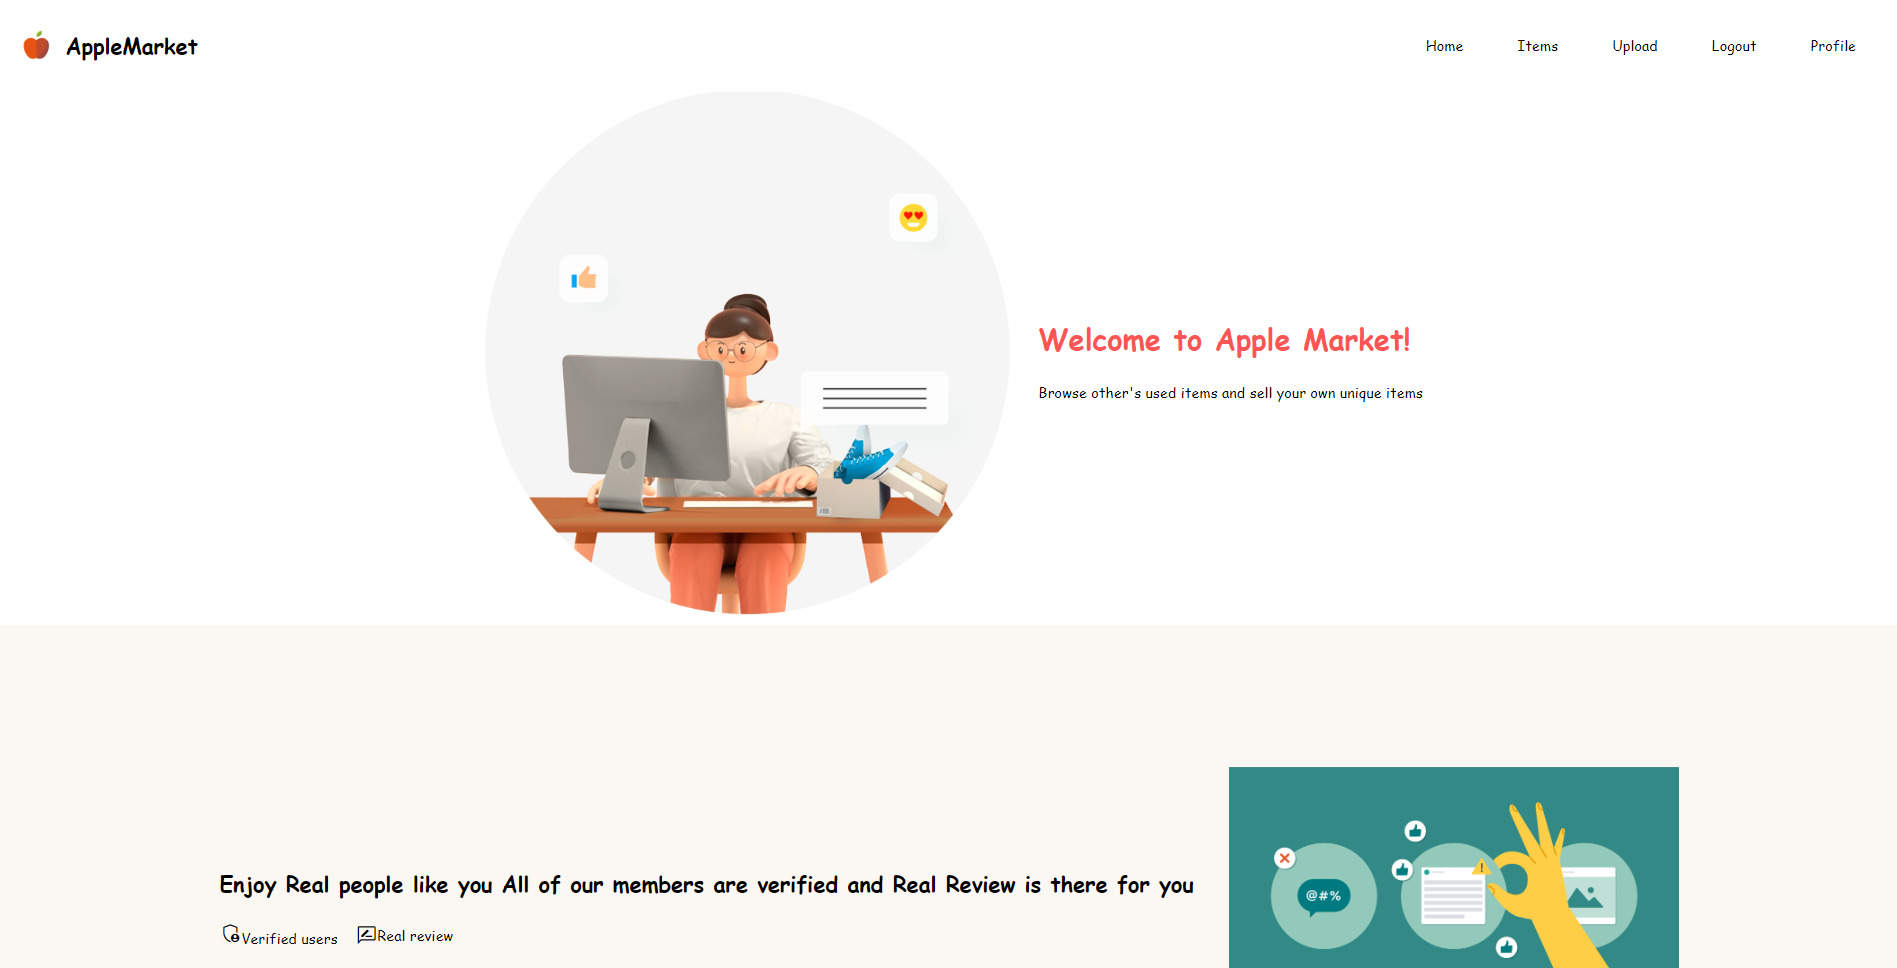 AppleMarket
Home Items Upload Logout Profile
Welcome to Apple Market!
Browse other's used items and sell your own unique items
Enjoy Real people like you All of our members are verified and Real Review is there for you
@#%
Verified users Real review